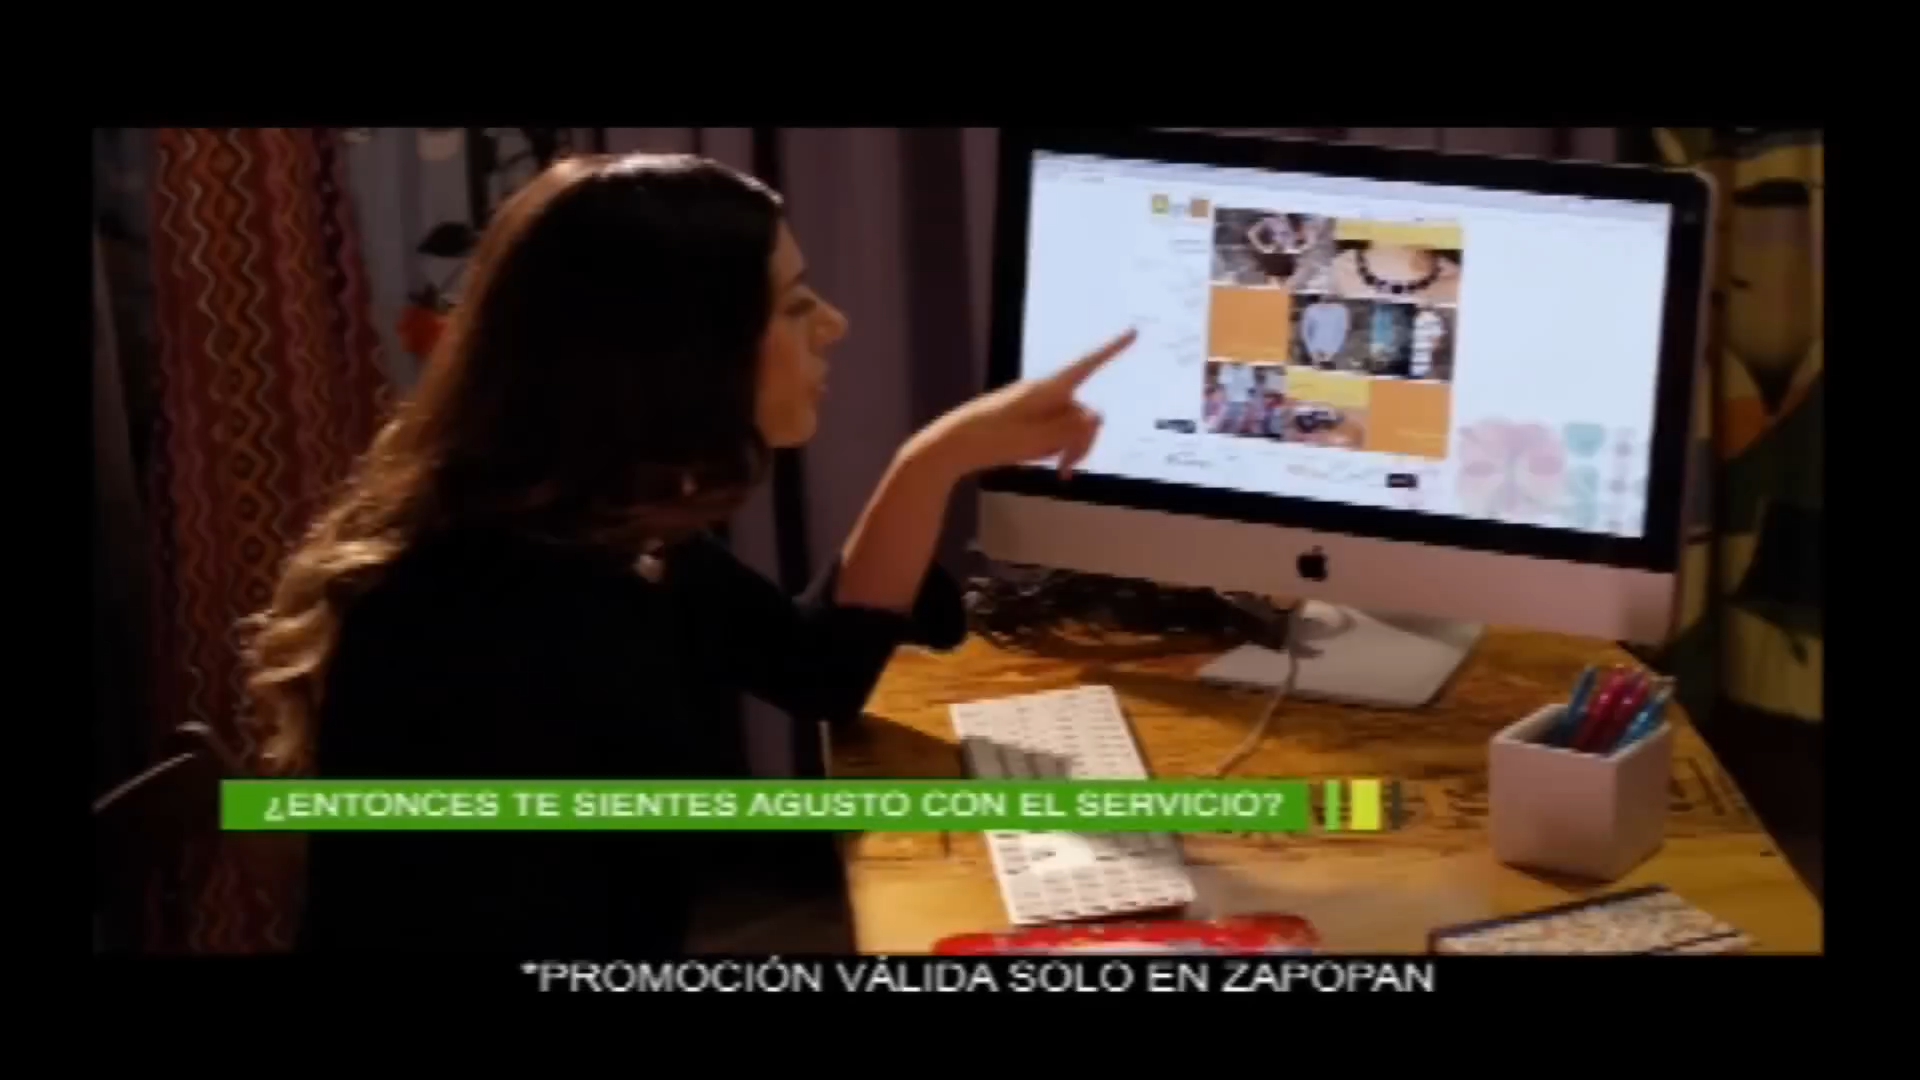 ¿ENTONCES TE SIENTES AGUSTO CON EL SERVICIO?
*PROMOCIÓN VÁLIDA SOLO EN ZAPOPAN